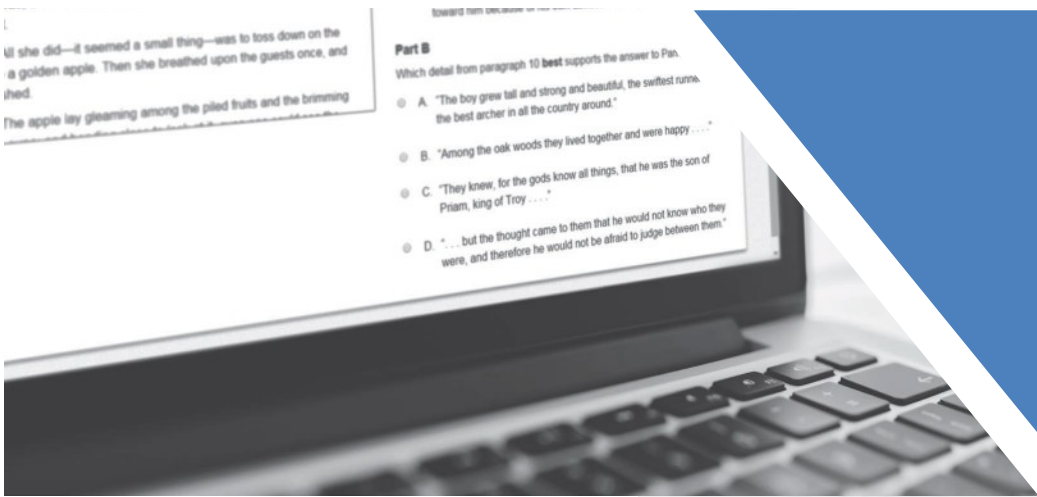 All she did—it seemed a small thing—was to toss down on the
a golden apple. Then she breathed upon the guests once, and
shed.
The apple lay gleaming among the piled fruits and the brimming
toward him because of his
Part B
Which detail from paragraph 10 best supports the answer to Par
A. "The boy grew tall and strong and beautiful, the swiftest runne
the best archer in all the country around."
B. "Among the oak woods they lived together and were happy . . . ."
C. "They knew, for the gods know all things, that he was the son of
Priam, king of Troy . . . ."
D. ". . . but the thought came to them that he would not know who they
were, and therefore he would not be afraid to judge between them."